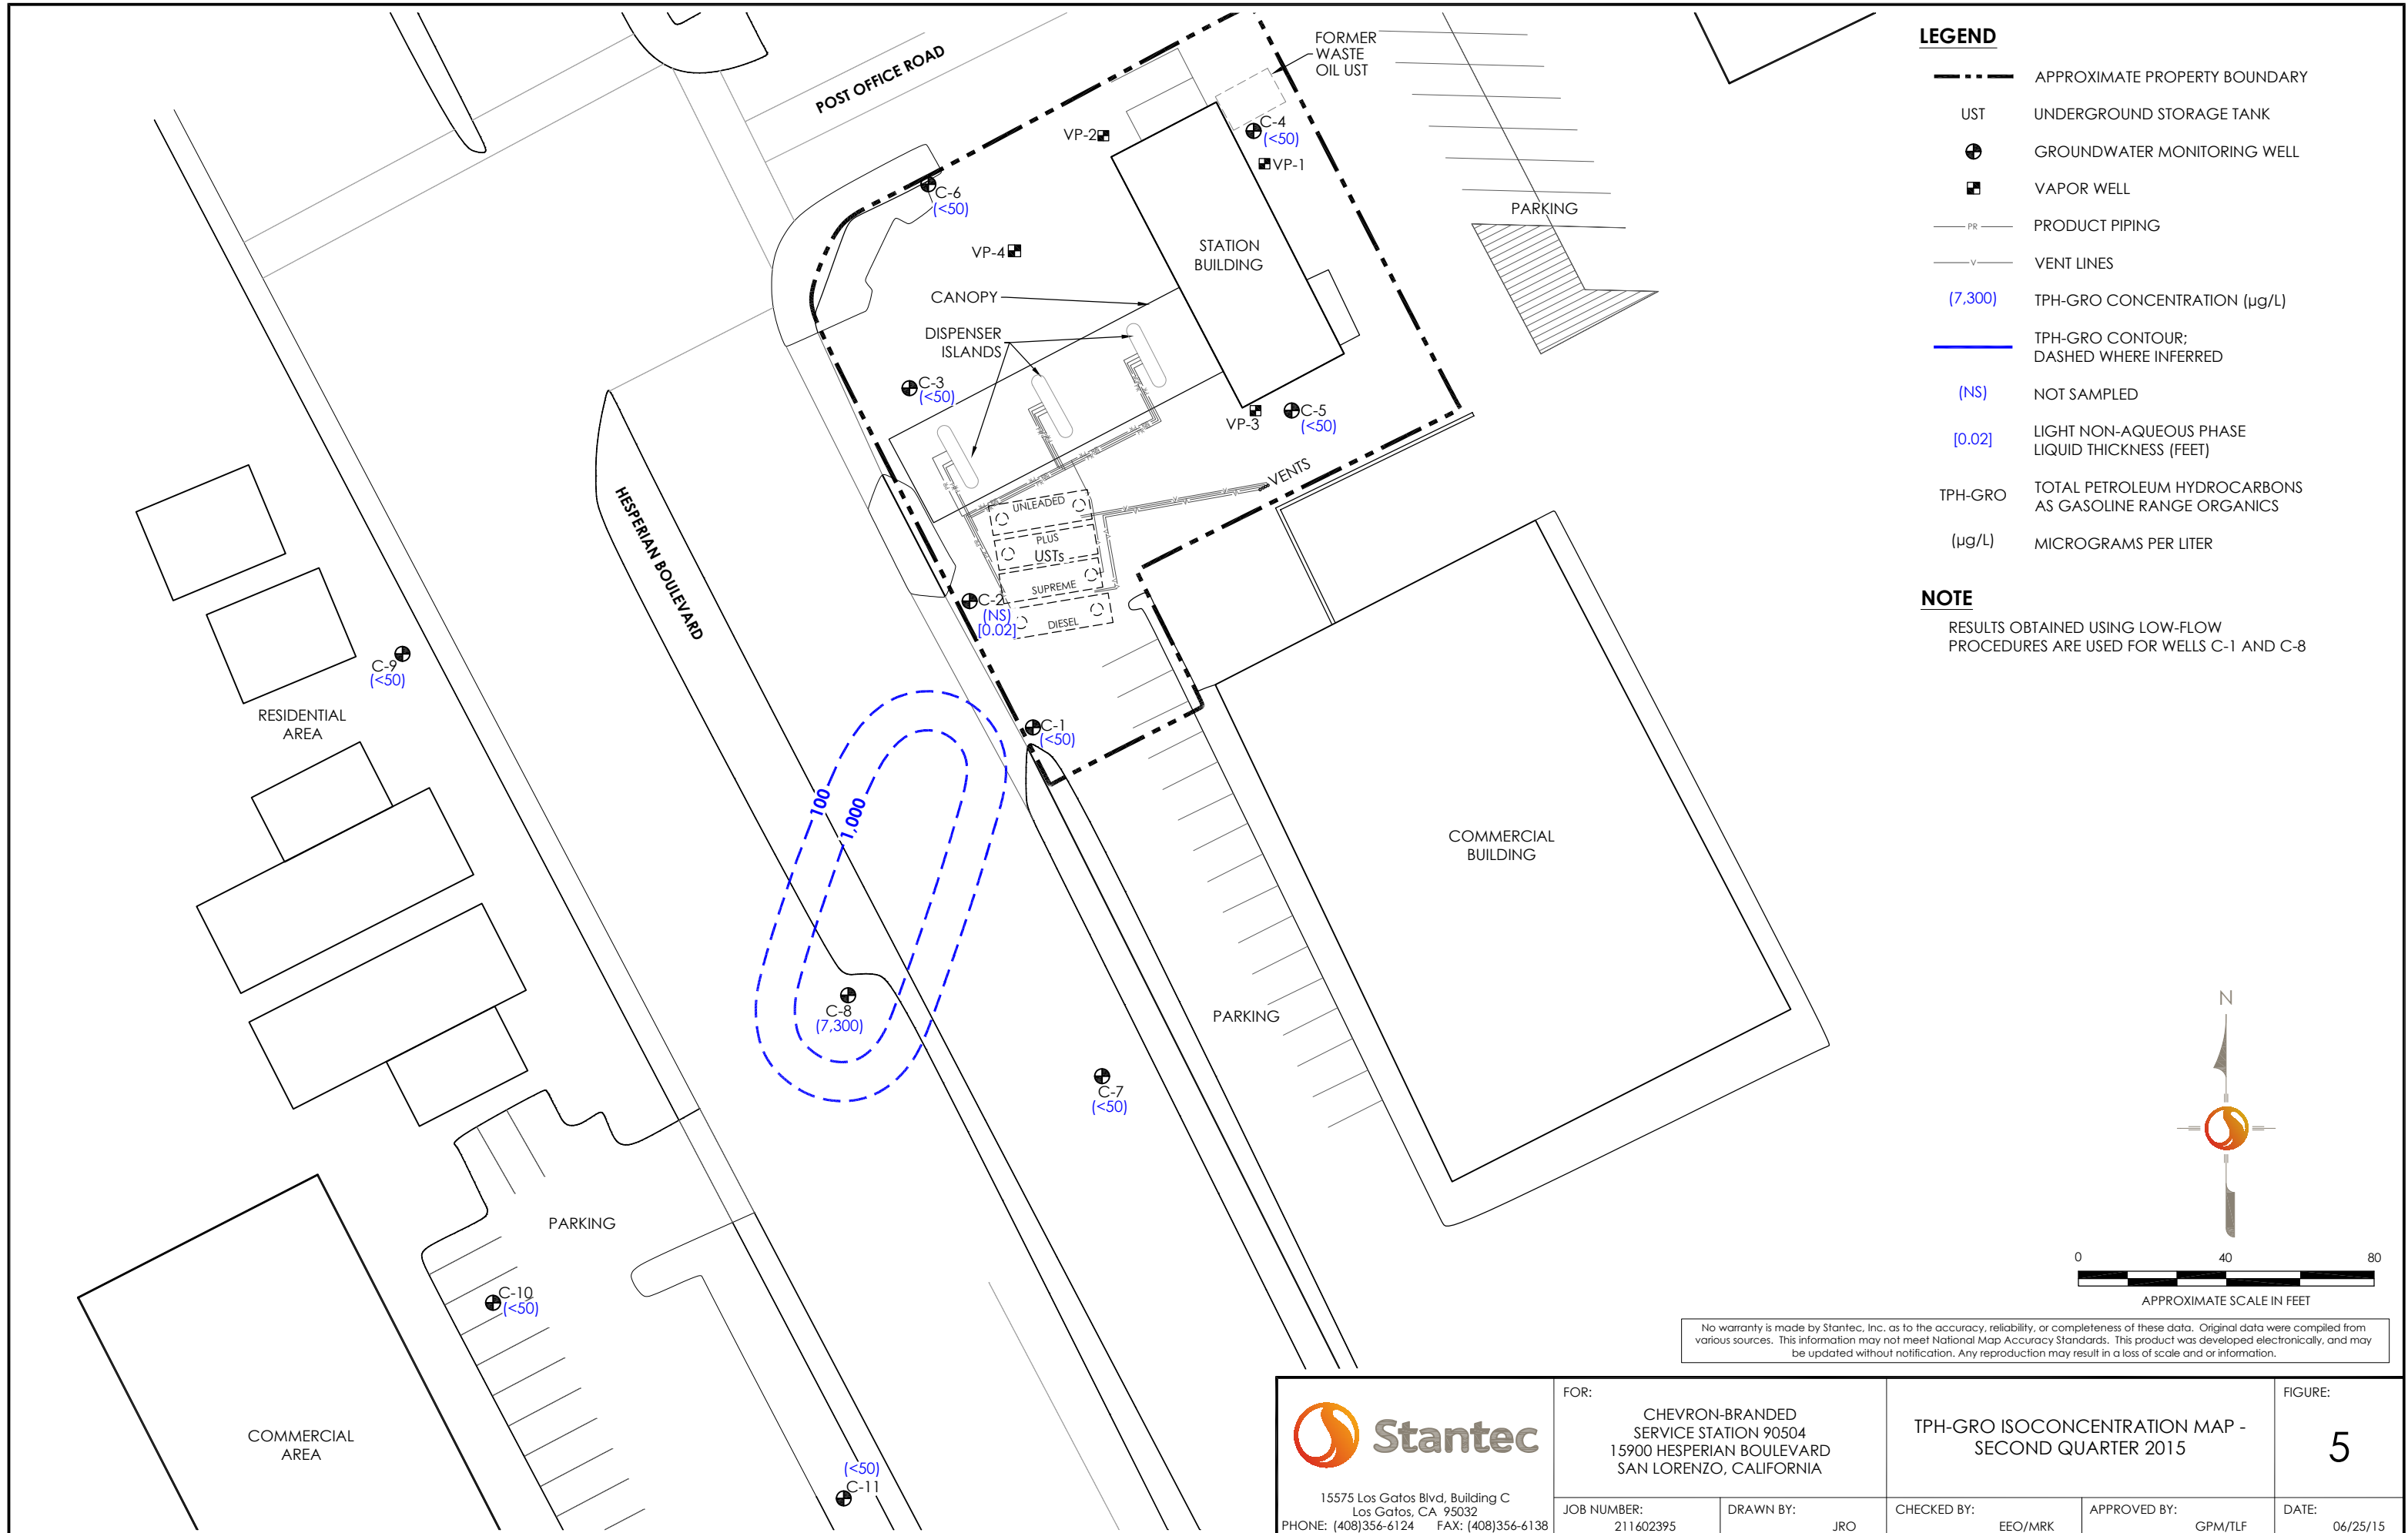 POST OFFICE ROAD
FORMER
WASTE
OIL UST
VP-2
C-4
(<50)
VP-1
C-6
(<50)
PARKING
VP-4
STATION
BUILDING
CANOPY
DISPENSER
ISLANDS
C-3
(<50)
VP-3
C-5
(<50)
VENTS
UNLEADED
PLUS
USTs
SUPREME
DIESEL
HESPERIAN BOULEVARD
C-2
(NS)
[0.02]
C-9
(<50)
RESIDENTIAL
AREA
C-1
(<50)
100
1,000
COMMERCIAL
BUILDING
C-8
(7,300)
PARKING
C-7
(<50)
PARKING
C-10
(<50)
COMMERCIAL
AREA
(<50)
C-11
LEGEND
APPROXIMATE PROPERTY BOUNDARY
UST UNDERGROUND STORAGE TANK
GROUNDWATER MONITORING WELL
VAPOR WELL
PR PRODUCT PIPING
V VENT LINES
(7,300) TPH-GRO CONCENTRATION (µg/L)
TPH-GRO CONTOUR;
DASHED WHERE INFERRED
(NS) NOT SAMPLED
[0.02] LIGHT NON-AQUEOUS PHASE
LIQUID THICKNESS (FEET)
TPH-GRO TOTAL PETROLEUM HYDROCARBONS
AS GASOLINE RANGE ORGANICS
(µg/L) MICROGRAMS PER LITER
NOTE
RESULTS OBTAINED USING LOW-FLOW
PROCEDURES ARE USED FOR WELLS C-1 AND C-8
N
0 40 80
APPROXIMATE SCALE IN FEET
No warranty is made by Stantec, Inc. as to the accuracy, reliability, or completeness of these data. Original data were compiled from
various sources. This information may not meet National Map Accuracy Standards. This product was developed electronically, and may
be updated without notification. Any reproduction may result in a loss of scale and or information.
Stantec
15575 Los Gatos Blvd, Building C
Los Gatos, CA 95032
PHONE: (408)356-6124 FAX: (408)356-6138
FOR:
CHEVRON-BRANDED
SERVICE STATION 90504
15900 HESPERIAN BOULEVARD
SAN LORENZO, CALIFORNIA
TPH-GRO ISOCONCENTRATION MAP -
SECOND QUARTER 2015
FIGURE:
5
JOB NUMBER:
211602395
DRAWN BY:
JRO
CHECKED BY:
EEO/MRK
APPROVED BY:
GPM/TLF
DATE:
06/25/15